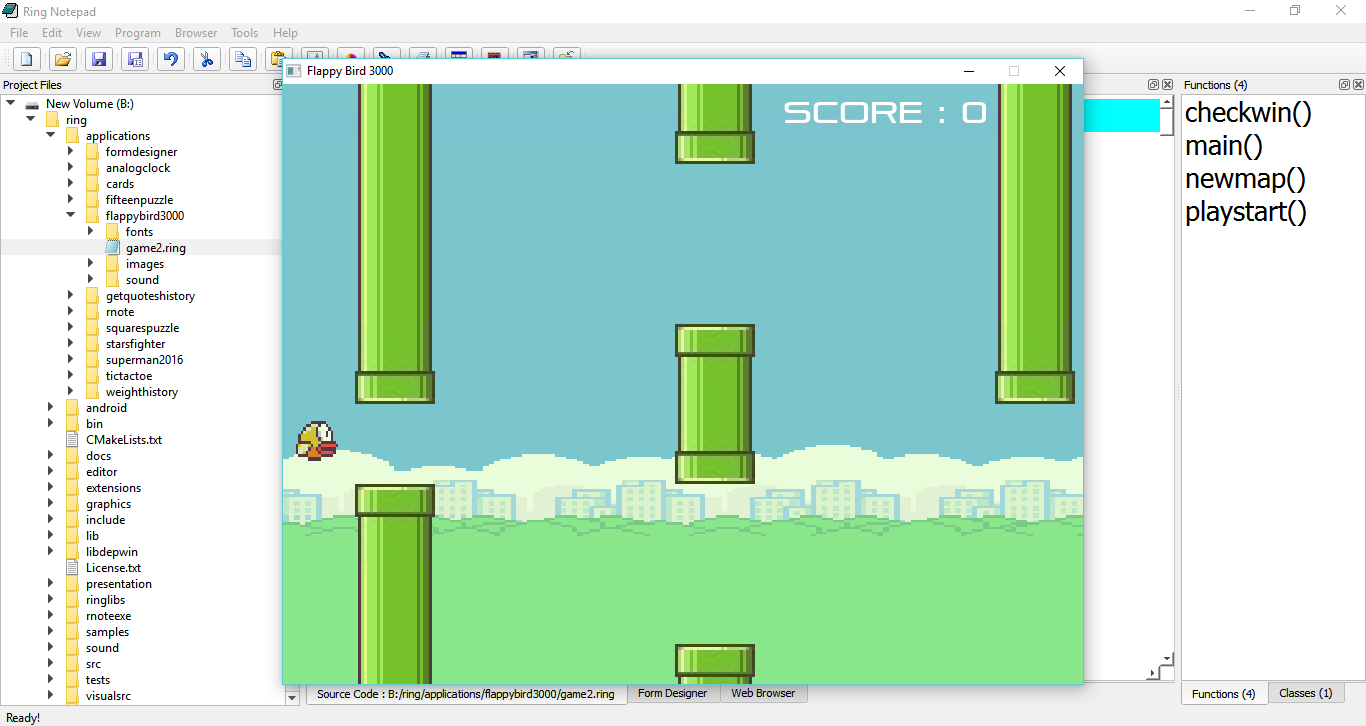 Ring Notepad
File Edit View Program Browser Tools Help
Project Files
New Volume (B:)
ring
applications
formdesigner
analogclock
cards
fifteenpuzzle
flappybird3000
fonts
game2.ring
images
sound
getquoteshistory
rnote
squarespuzzle
starsfighter
superman2016
tictactoe
weighthistory
android
bin
CMakeLists.txt
docs
editor
extensions
graphics
include
lib
libdepwin
License.txt
presentation
ringlibs
rnoteexe
samples
sound
src
tests
visualsrc
Flappy Bird 3000
SCORE : 0
Source Code : B:/ring/applications/flappybird3000/game2.ring
Form Designer
Web Browser
Functions (4)
checkwin()
main()
newmap()
playstart()
Functions (4)
Classes (1)
Ready!